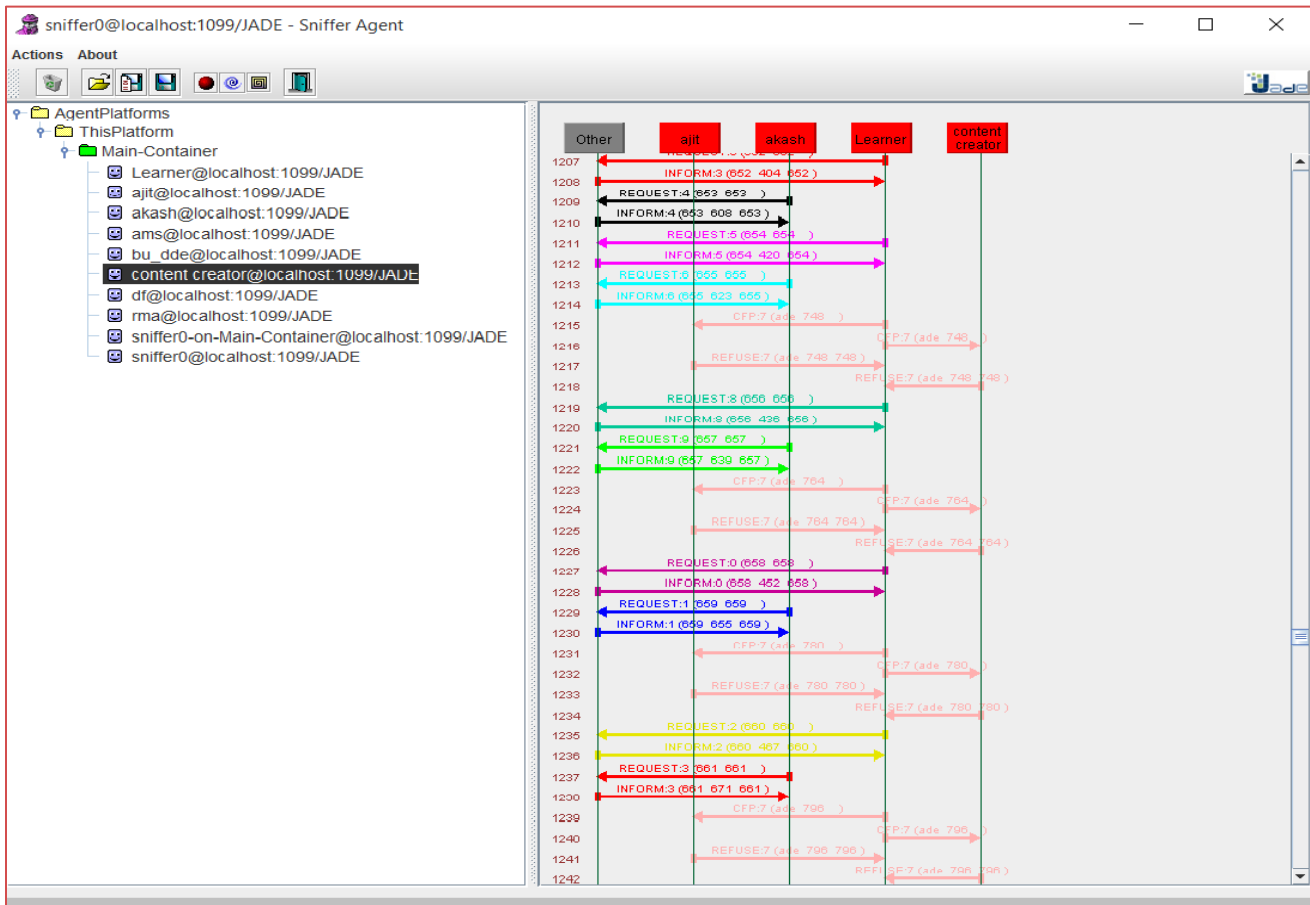 sniffer0@localhost:1099/JADE - Sniffer Agent
Actions About
Jade
AgentPlatforms
ThisPlatform
Main-Container
Learner@localhost:1099/JADE
ajit@localhost:1099/JADE
akash@localhost:1099/JADE
ams@localhost:1099/JADE
bu_dde@localhost:1099/JADE
content creator@localhost:1099/JADE
df@localhost:1099/JADE
rma@localhost:1099/JADE
sniffer0-on-Main-Container@localhost:1099/JADE
sniffer0@localhost:1099/JADE
Other ajit akash Learner content creator
1207
1208 INFORM:3 (652 404 652)
1209 REQUEST:4 (653 653 )
1210 INFORM:4 (653 608 653)
1211 REQUEST:5 (654 654 )
1212 INFORM:5 (654 420 654)
1213 REQUEST:6 (655 655 )
1214 INFORM:6 (655 623 655)
1215 CFP:7 (ade 748 )
1216 CFP:7 (ade 748 )
1217 REFUSE:7 (ade 748 748)
1218 REFUSE:7 (ade 748 748)
1219 REQUEST:8 (656 656 )
1220 INFORM:8 (656 436 656)
1221 REQUEST:9 (657 657 )
1222 INFORM:9 (657 639 657)
1223 CFP:7 (ade 764 )
1224 CFP:7 (ade 764 )
1225 REFUSE:7 (ade 764 764)
1226 REFUSE:7 (ade 764 764)
1227 REQUEST:0 (658 658 )
1228 INFORM:0 (658 452 658)
1229 REQUEST:1 (659 659 )
1230 INFORM:1 (659 655 659)
1231 CFP:7 (ade 780 )
1232 CFP:7 (ade 780 )
1233 REFUSE:7 (ade 780 780)
1234 REFUSE:7 (ade 780 780)
1235 REQUEST:2 (660 660 )
1236 INFORM:2 (660 467 660)
1237 REQUEST:3 (661 661 )
INFORM:3 (661 671 661)
1239 CFP:7 (ade 796 )
1240 CFP:7 (ade 796 )
1241 REFUSE:7 (ade 796 796)
1242 REFUSE:7 (ade 796 796)